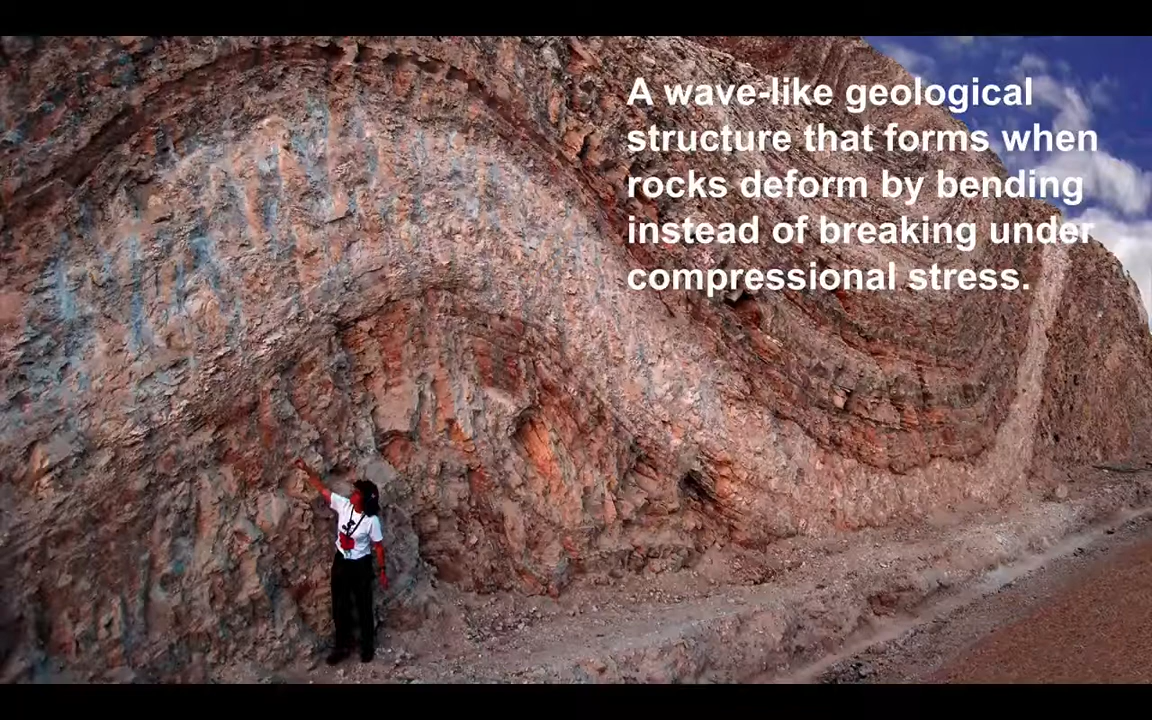 A wave-like geological
structure that forms when
rocks deform by bending
instead of breaking under
compressional stress.